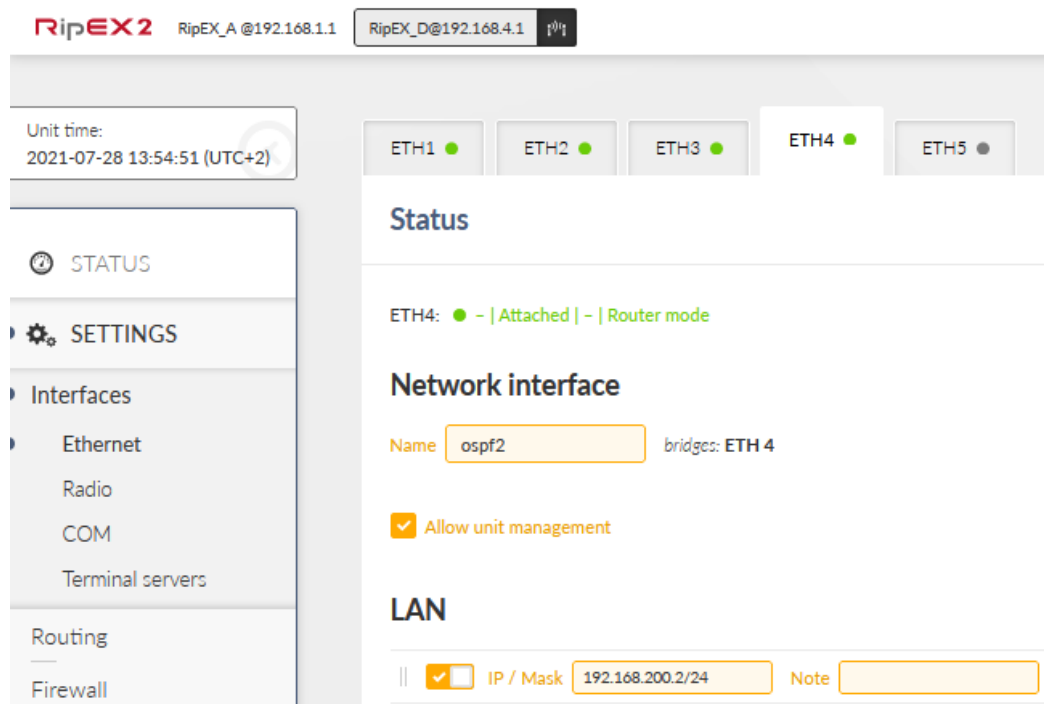 RipEX2 RipEX_A @192.168.1.1 RipEX_D@192.168.4.1
Unit time:
2021-07-28 13:54:51 (UTC+2)
ETH1 ETH2 ETH3 ETH4 ETH5
Status
STATUS
ETH4: – | Attached | – | Router mode
SETTINGS
Network interface
Interfaces
Name ospf2 bridges: ETH 4
Ethernet
Radio
Allow unit management
COM
Terminal servers
LAN
Routing
IP / Mask 192.168.200.2/24 Note
Firewall